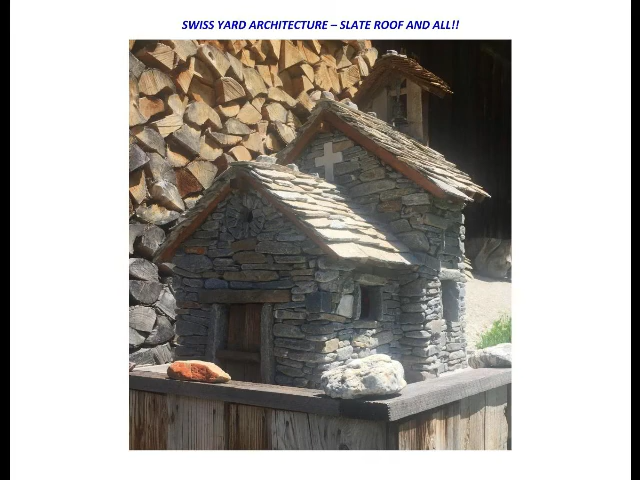 SWISS YARD ARCHITECTURE – SLATE ROOF AND ALL!!